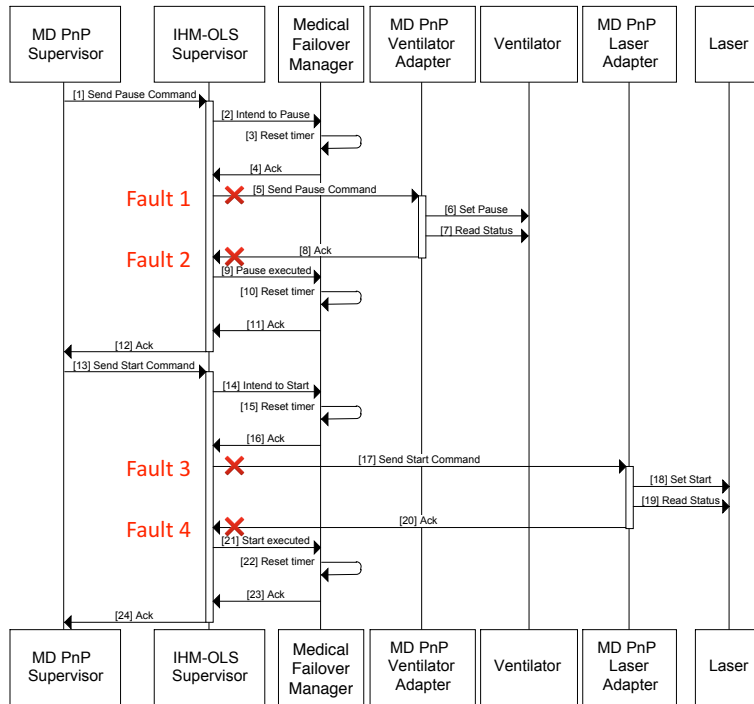 MD PnP
Supervisor
IHM-OLS
Supervisor
Medical
Failover
Manager
MD PnP
Ventilator
Adapter
Ventilator
MD PnP
Laser
Adapter
Laser
[1] Send Pause Command
[2] Intend to Pause
[3] Reset timer
[4] Ack
Fault 1
[5] Send Pause Command
[6] Set Pause
[7] Read Status
Fault 2
[8] Ack
[9] Pause executed
[10] Reset timer
[11] Ack
[12] Ack
[13] Send Start Command
[14] Intend to Start
[15] Reset timer
[16] Ack
Fault 3
[17] Send Start Command
[18] Set Start
[19] Read Status
Fault 4
[20] Ack
[21] Start executed
[22] Reset timer
[23] Ack
[24] Ack
MD PnP
Supervisor
IHM-OLS
Supervisor
Medical
Failover
Manager
MD PnP
Ventilator
Adapter
Ventilator
MD PnP
Laser
Adapter
Laser